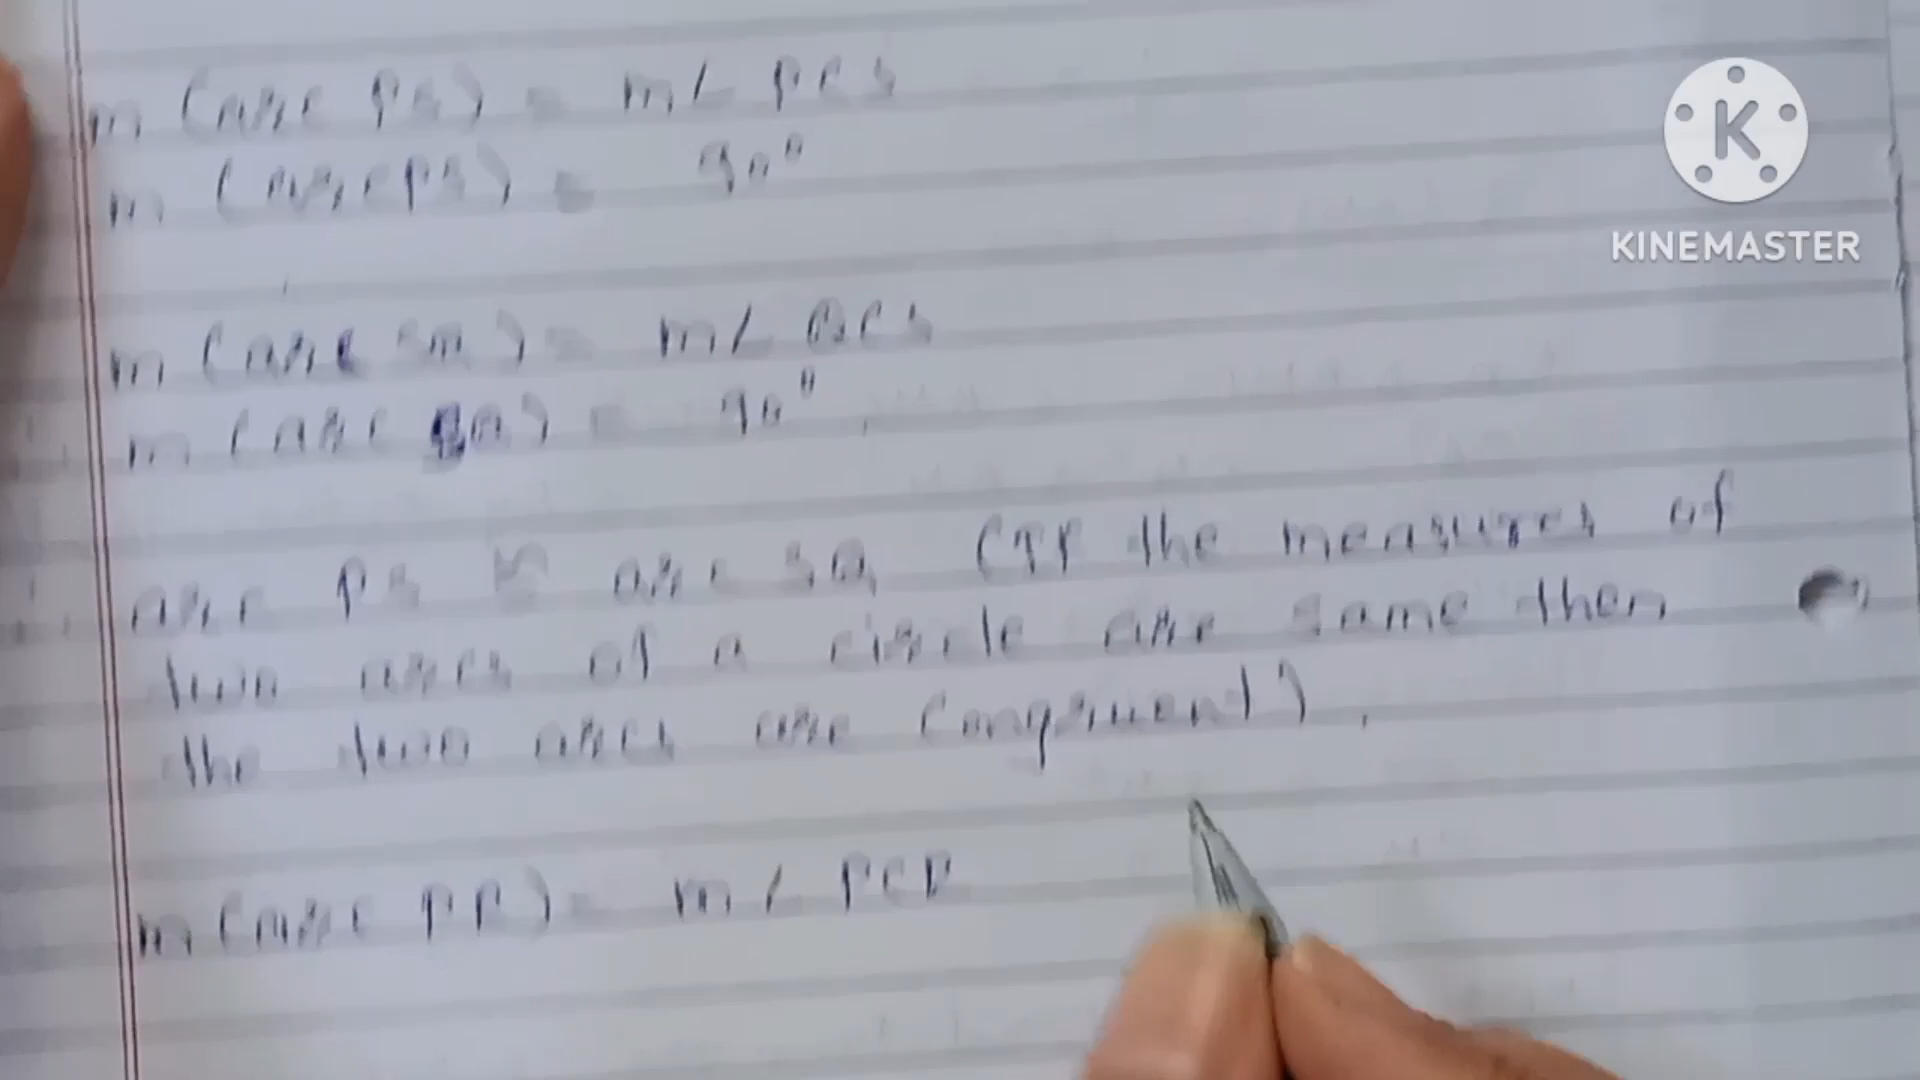 m (arc PS) = m∠ PCS
m (arc PS) = 90°
m (arc SQ) = m∠ QCS
m (arc SQ) = 90°
arc PS ≅ arc SQ (If the measures of
two arcs of a circle are same then
the two arcs are congruent).
m (arc PR) = m∠ PCR
K
KINEMASTER